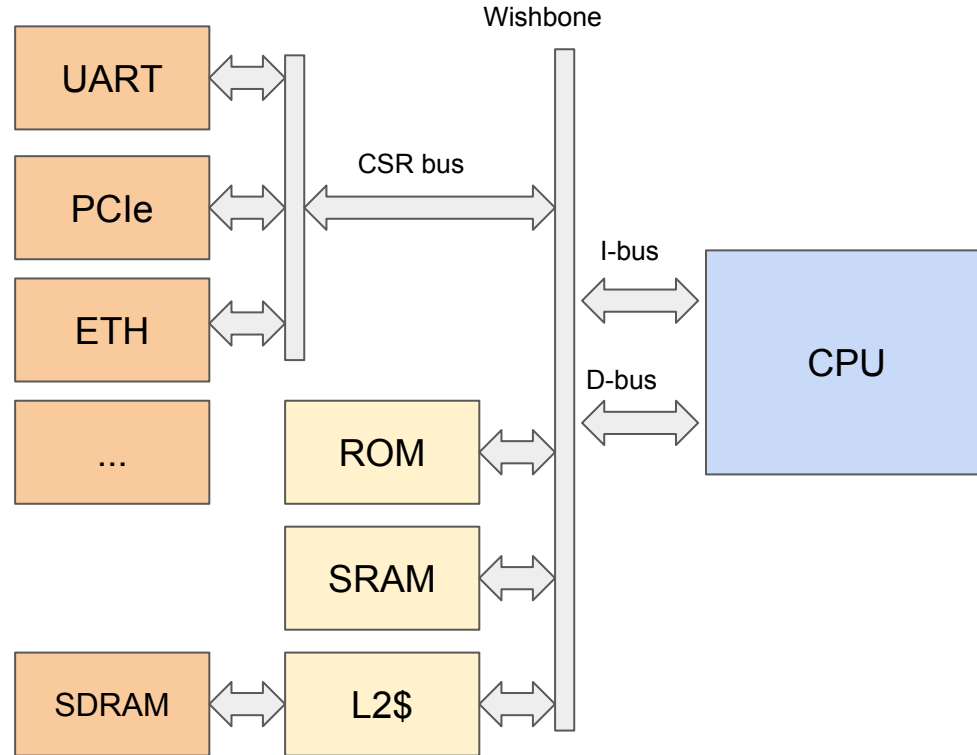 Wishbone
UART
CSR bus
PCIe
I-bus
ETH
CPU
D-bus
...
ROM
SRAM
SDRAM
L2$